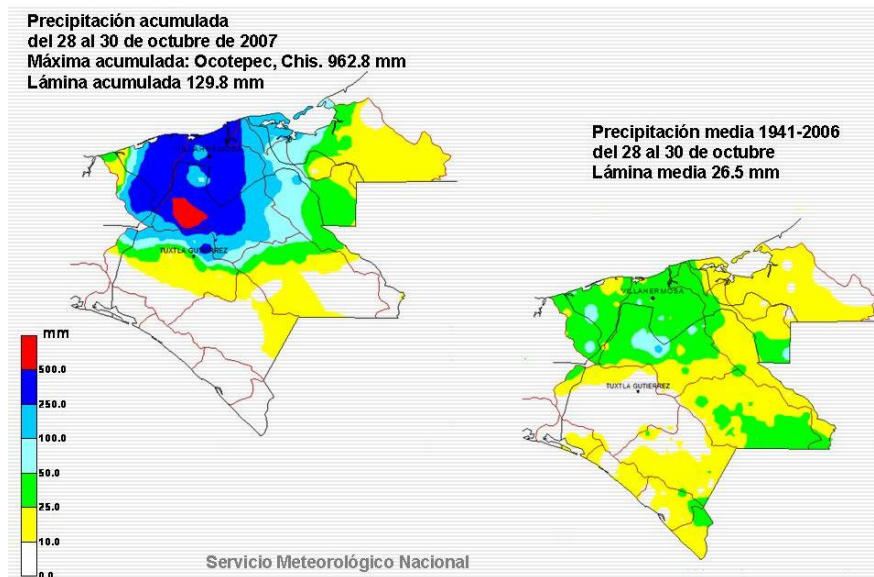 Precipitación acumulada
del 28 al 30 de octubre de 2007
Máxima acumulada: Ocotepec, Chis. 962.8 mm
Lámina acumulada 129.8 mm
VILLAHERMOSA
TUXTLA GUTIERREZ
Precipitación media 1941-2006
del 28 al 30 de octubre
Lámina media 26.5 mm
VILLAHERMOSA
TUXTLA GUTIERREZ
mm
500.0
250.0
100.0
50.0
25.0
10.0
0.0
Servicio Meteorológico Nacional